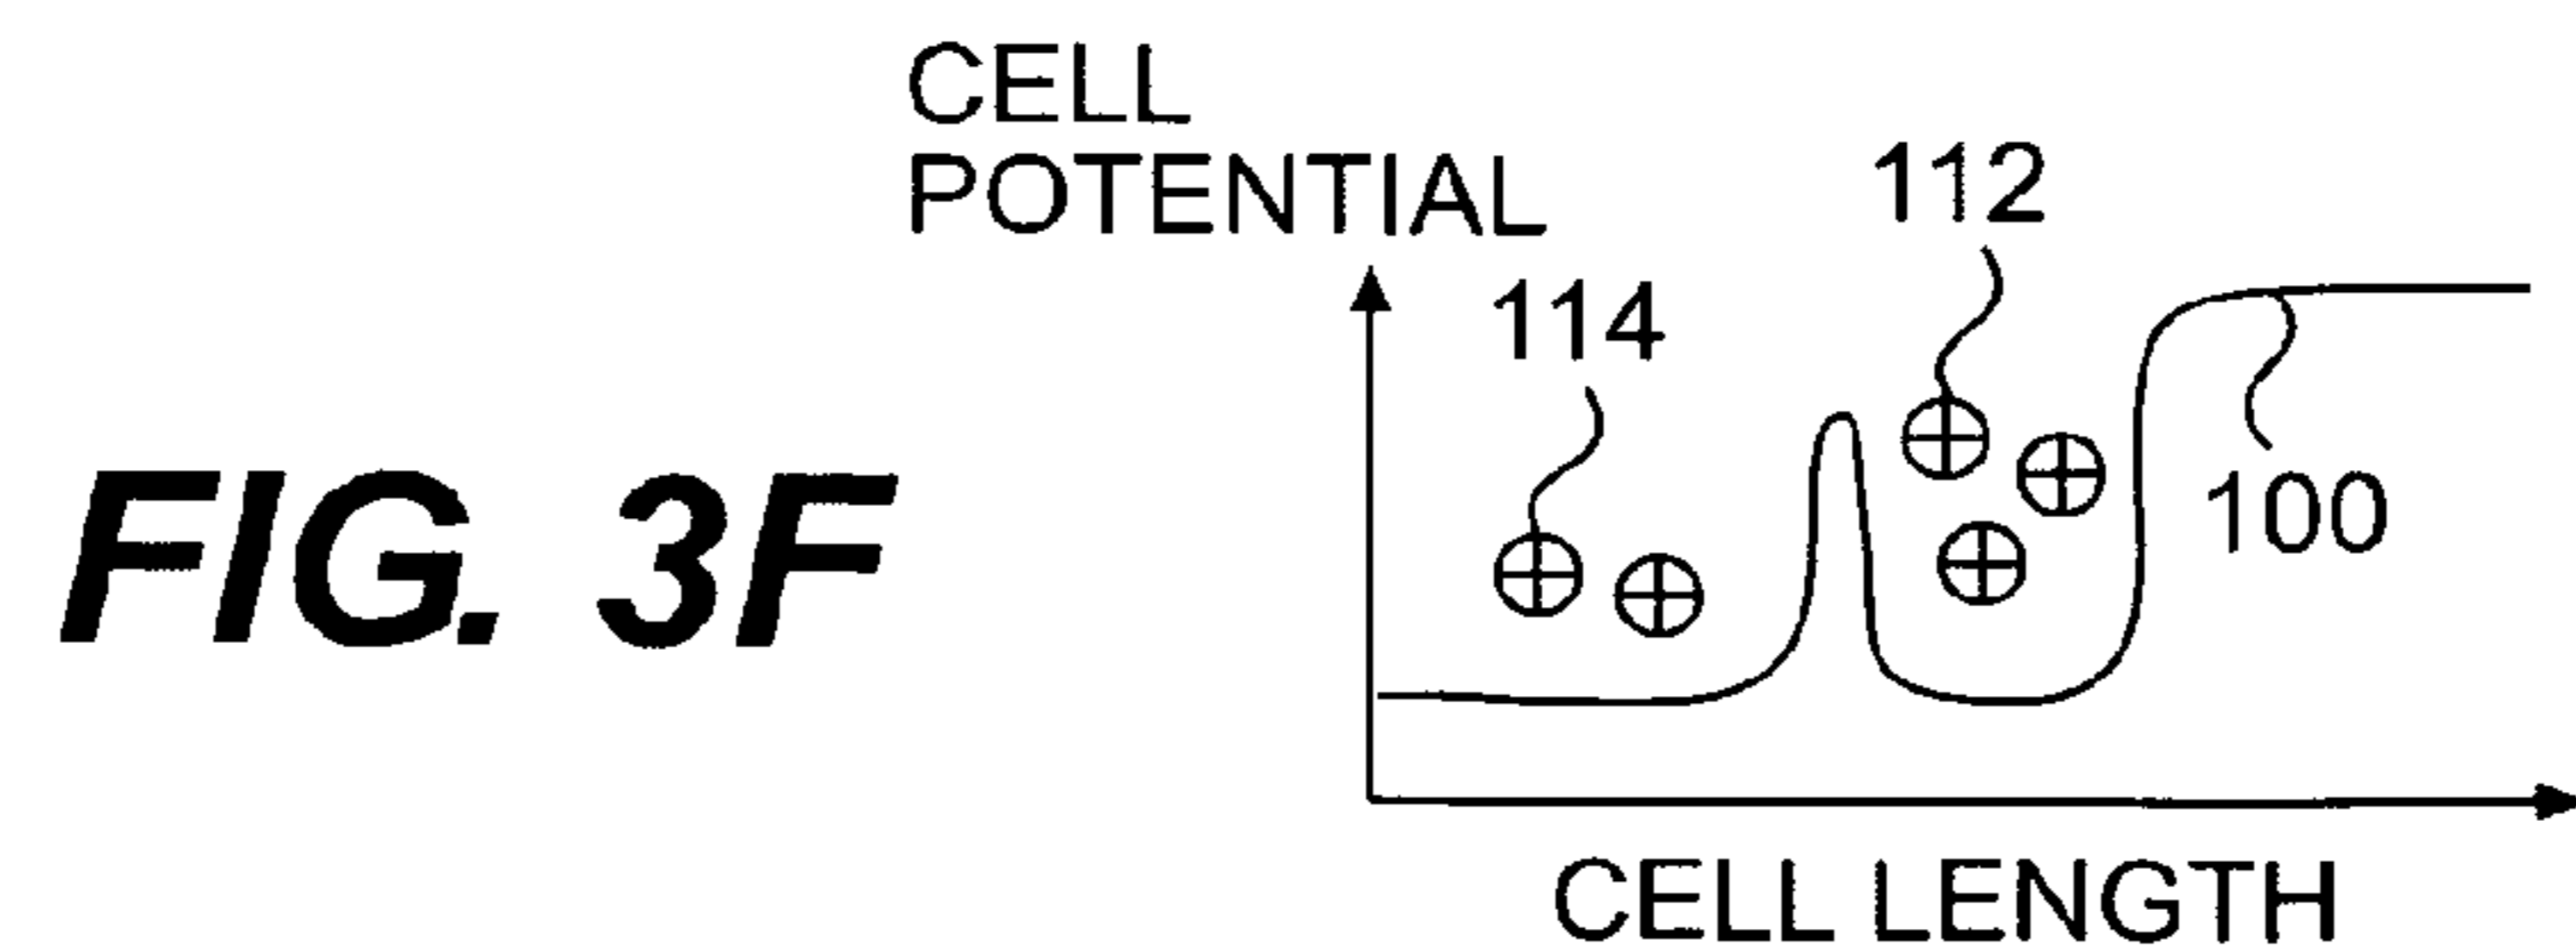 CELL
POTENTIAL
112
114
100
FIG. 3F
CELL LENGTH